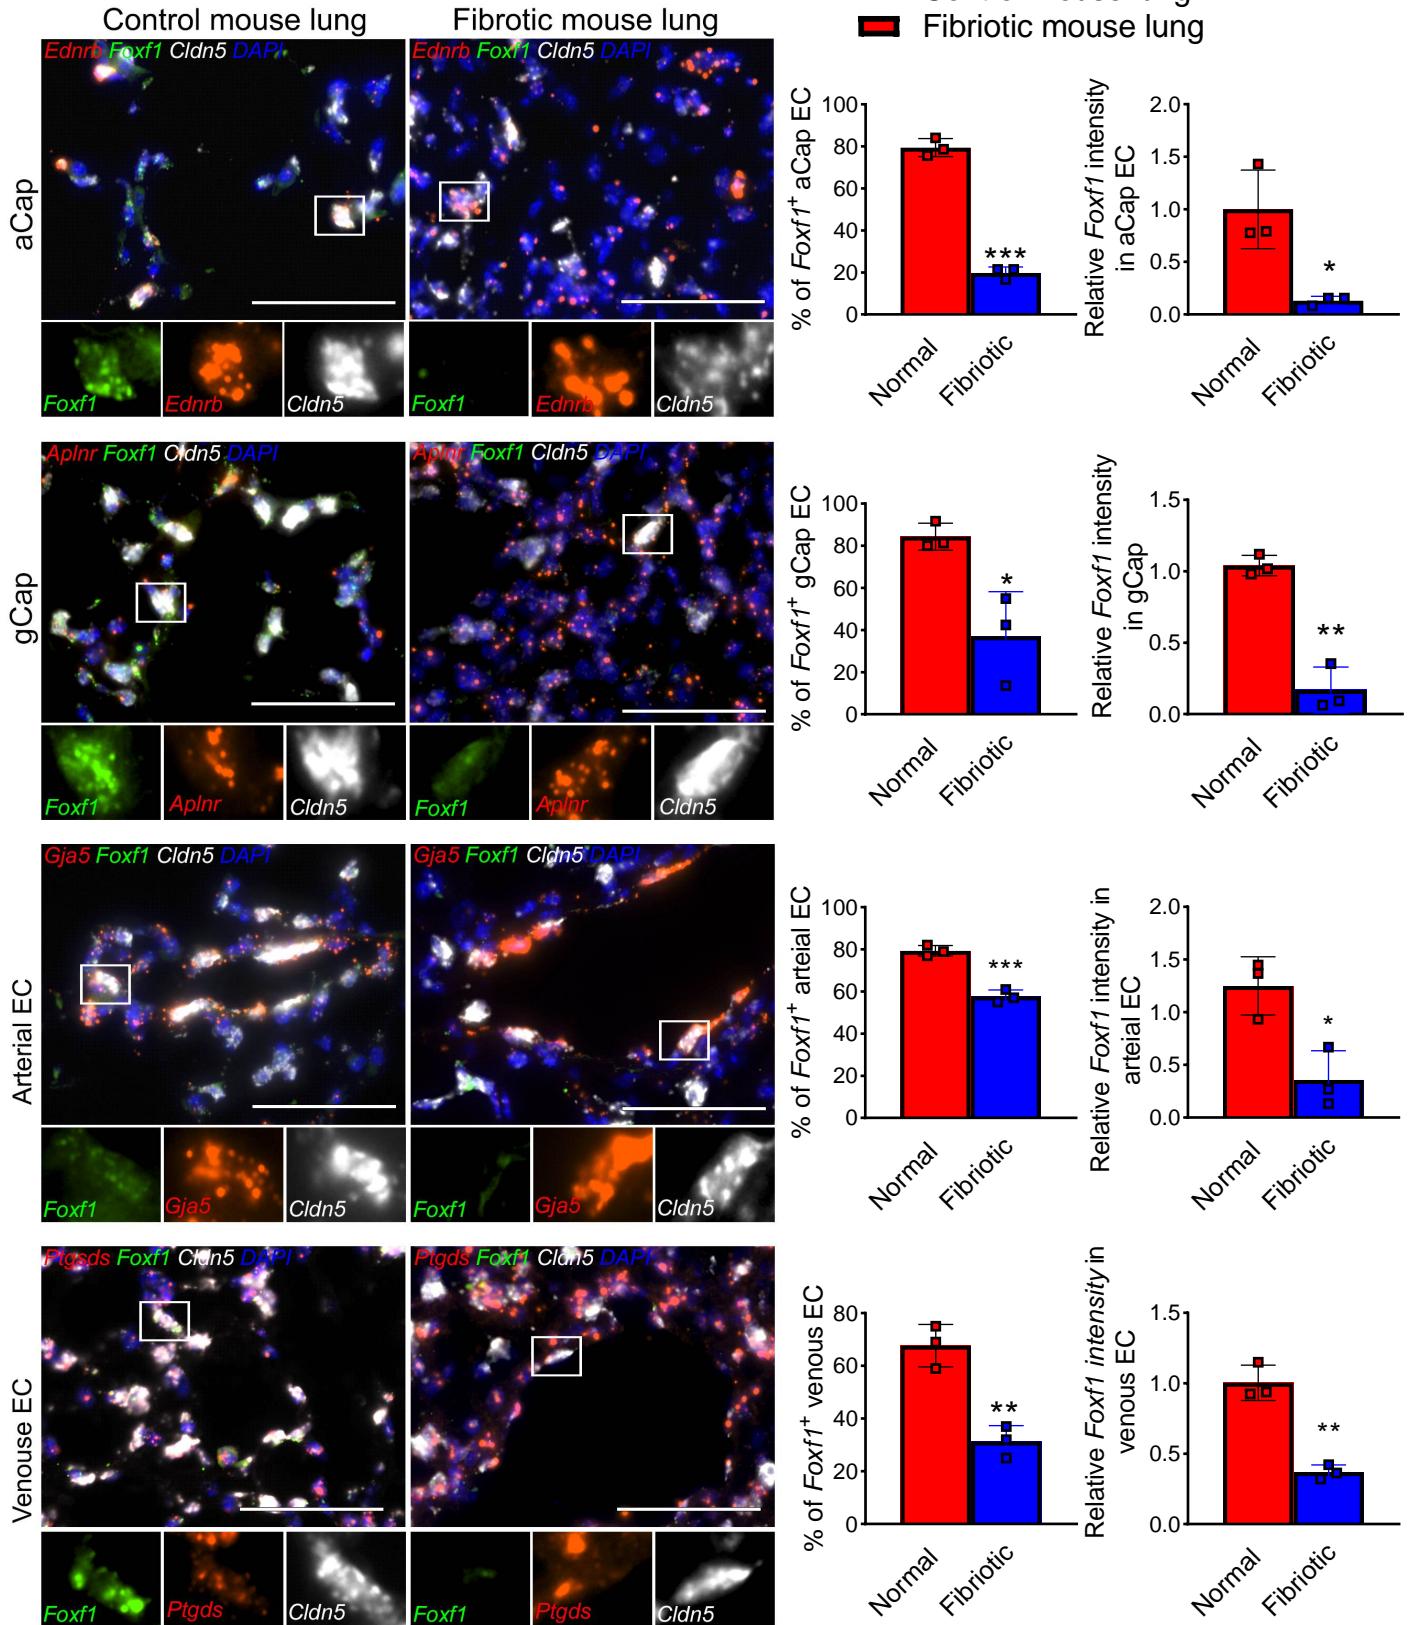 Control mouse lung
Fibrotic mouse lung
Fibriotic mouse lung
aCap
Ednrb Foxf1 Cldn5 DAPI
Ednrb Foxf1 Cldn5 DAPI
Foxf1
Ednrb
Cldn5
Foxf1
Ednrb
Cldn5
% of Foxf1+ aCap EC
100
80
60
40
20
0
***
Normal
Fibriotic
Relative Foxf1 intensity
in aCap EC
2.0
1.5
1.0
0.5
0.0
*
Normal
Fibriotic
gCap
Aplnr Foxf1 Cldn5 DAPI
Aplnr Foxf1 Cldn5 DAPI
Foxf1
Aplnr
Cldn5
Foxf1
Aplnr
Cldn5
% of Foxf1+ gCap EC
100
80
60
40
20
0
*
Normal
Fibriotic
Relative Foxf1 intensity
in gCap
1.5
1.0
0.5
0.0
**
Normal
Fibriotic
Arterial EC
Gja5 Foxf1 Cldn5 DAPI
Gja5 Foxf1 Cldn5 DAPI
Foxf1
Gja5
Cldn5
Foxf1
Gja5
Cldn5
% of Foxf1+ arteial EC
100
80
60
40
20
0
***
Normal
Fibriotic
Relative Foxf1 intensity in
arteial EC
2.0
1.5
1.0
0.5
0.0
*
Normal
Fibriotic
Venouse EC
Ptgsds Foxf1 Cldn5 DAPI
Ptgds Foxf1 Cldn5 DAPI
Foxf1
Ptgds
Cldn5
Foxf1
Ptgds
Cldn5
% of Foxf1+ venous EC
80
60
40
20
0
**
Normal
Fibriotic
Relative Foxf1 intensity in
venous EC
1.5
1.0
0.5
0.0
**
Normal
Fibriotic